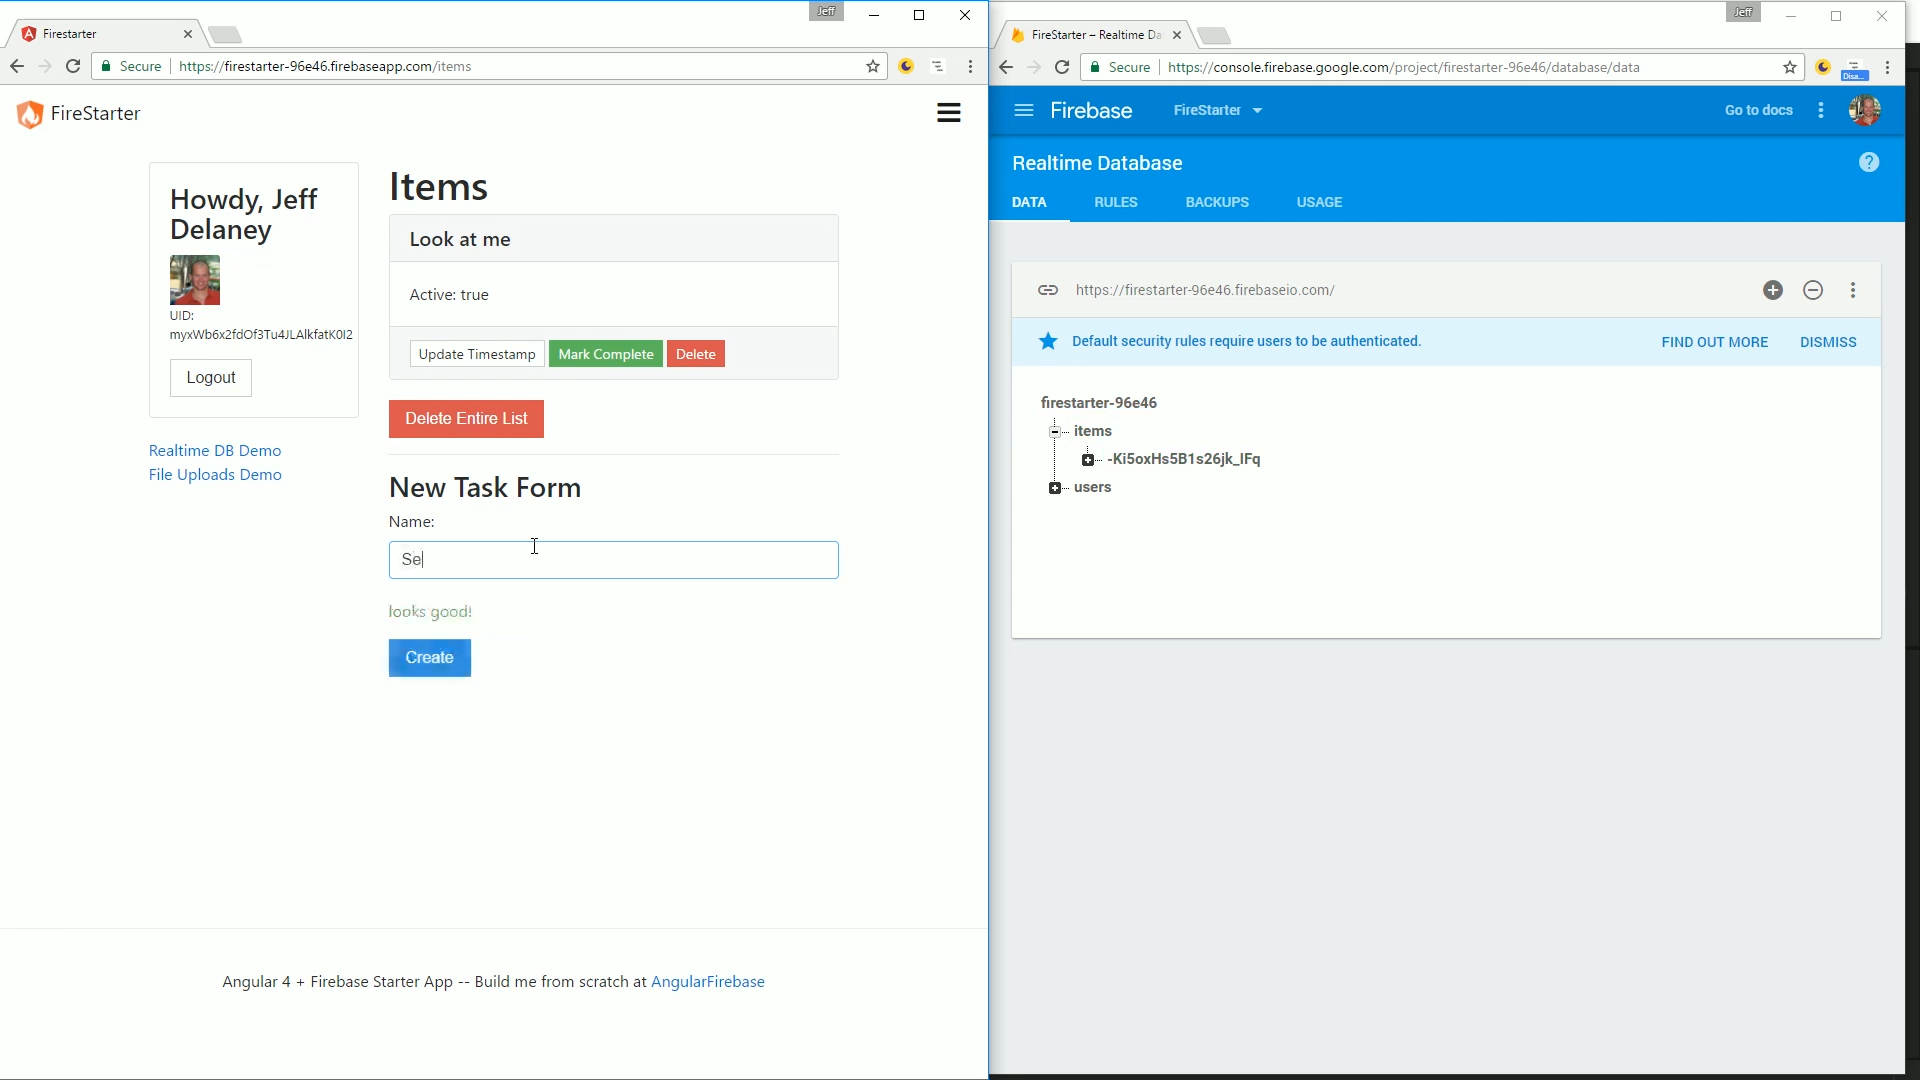 Jeff
Firestarter
Secure
https://firestarter-96e46.firebaseapp.com/items
FireStarter
Howdy, Jeff
Delaney
UID:
myxWb6x2fdOf3Tu4JLAlkfatK0I2
Logout
Realtime DB Demo
File Uploads Demo
Items
Look at me
Active: true
Update Timestamp Mark Complete Delete
Delete Entire List
New Task Form
Name:
Se
looks good!
Create
Angular 4 + Firebase Starter App -- Build me from scratch at AngularFirebase
Jeff
FireStarter – Realtime Da
Secure
https://console.firebase.google.com/project/firestarter-96e46/database/data
Disa...
Firebase
FireStarter
Go to docs
Realtime Database
?
DATA RULES BACKUPS USAGE
https://firestarter-96e46.firebaseio.com/
Default security rules require users to be authenticated.
FIND OUT MORE DISMISS
firestarter-96e46
items
-Ki5oxHs5B1s26jk_lFq
users